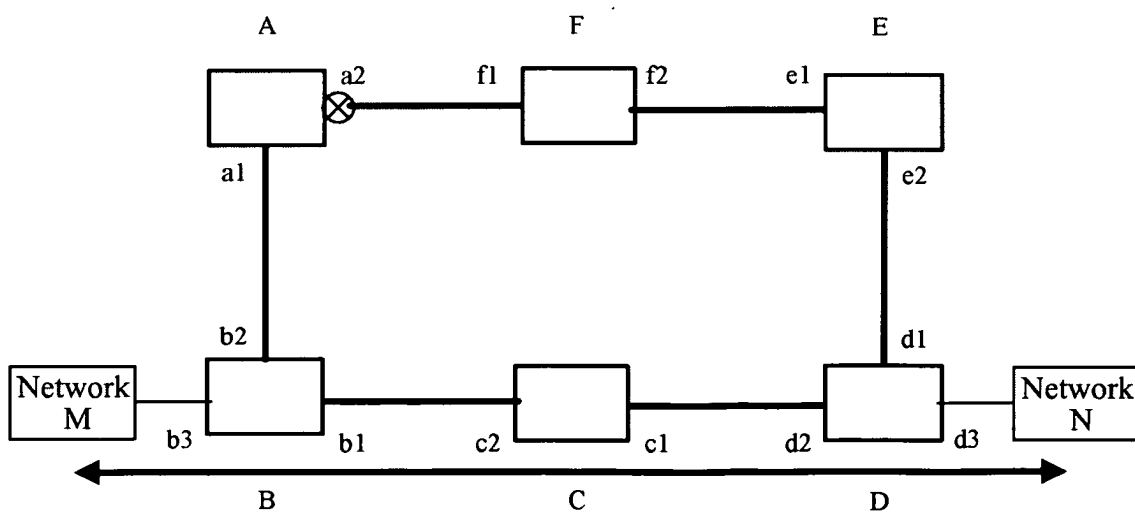 A F E
a2 f1 f2 e1
a1 e2
b2 d1
Network M
Network N
b3 b1 c2 c1 d2 d3
B C D